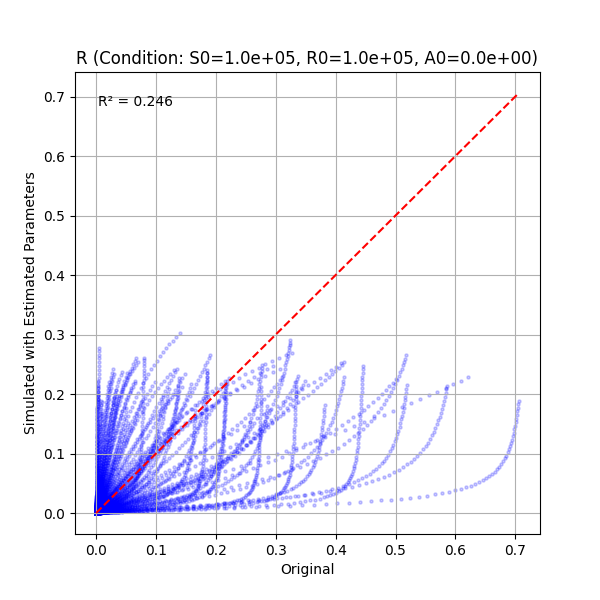 R (Condition: S0=1.0e+05, R0=1.0e+05, A0=0.0e+00)
R² = 0.246
Simulated with Estimated Parameters
0.7
0.6
0.5
0.4
0.3
0.2
0.1
0.0
0.0 0.1 0.2 0.3 0.4 0.5 0.6 0.7
Original